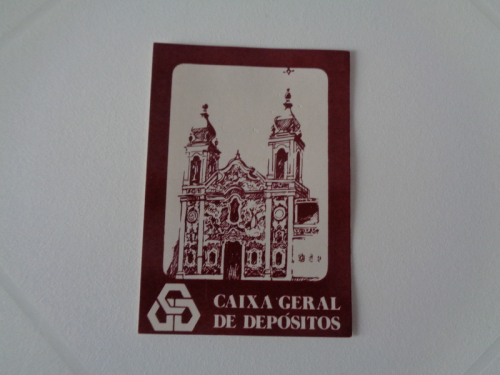 CAIXA GERAL
DE DEPÓSITOS